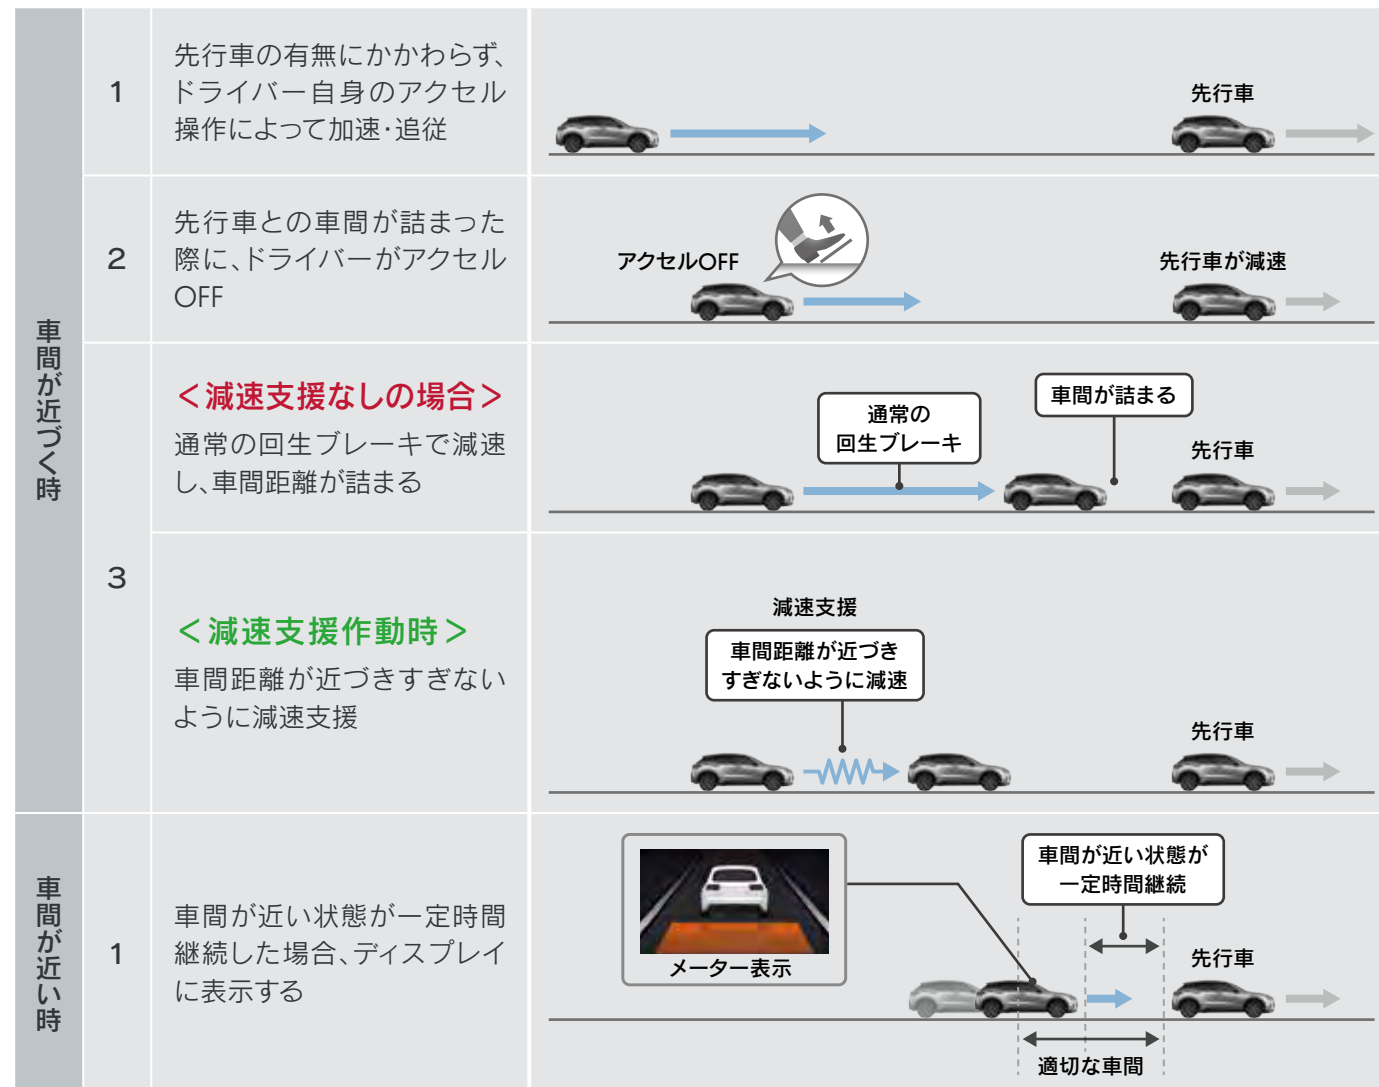 車間が近づく時
1
先行車の有無にかかわらず、
ドライバー自身のアクセル
操作によって加速・追従
先行車
2
先行車との車間が詰まった
際に、ドライバーがアクセル
OFF
アクセルOFF
先行車が減速
3
＜減速支援なしの場合＞
通常の回生ブレーキで減速
し、車間距離が詰まる
通常の
回生ブレーキ
車間が詰まる
先行車
＜減速支援作動時＞
車間距離が近づきすぎない
ように減速支援
減速支援
車間距離が近づき
すぎないように減速
先行車
車間が近い時
1
車間が近い状態が一定時間
継続した場合、ディスプレイ
に表示する
メーター表示
車間が近い状態が
一定時間継続
先行車
適切な車間